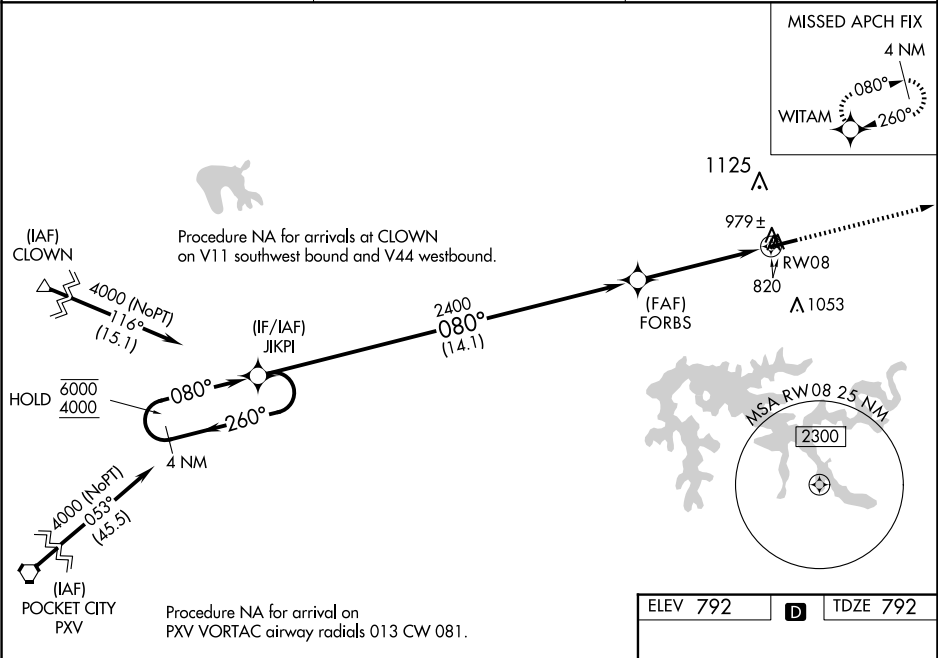 MISSED APCH FIX
4 NM
080°
260°
WITAM
1125
979±
RW08
820
1053
(IAF)
CLOWN
Procedure NA for arrivals at CLOWN
on V11 southwest bound and V44 westbound.
4000 (NoPT)
116°
(15.1)
(IF/IAF)
JIKPI
2400
080°
(14.1)
(FAF)
FORBS
HOLD
6000
4000
080°
260°
4 NM
MSA RW08 25 NM
2300
4000 (NoPT)
053°
(45.5)
(IAF)
POCKET CITY
PXV
Procedure NA for arrival on
PXV VORTAC airway radials 013 CW 081.
ELEV 792
D
TDZE 792